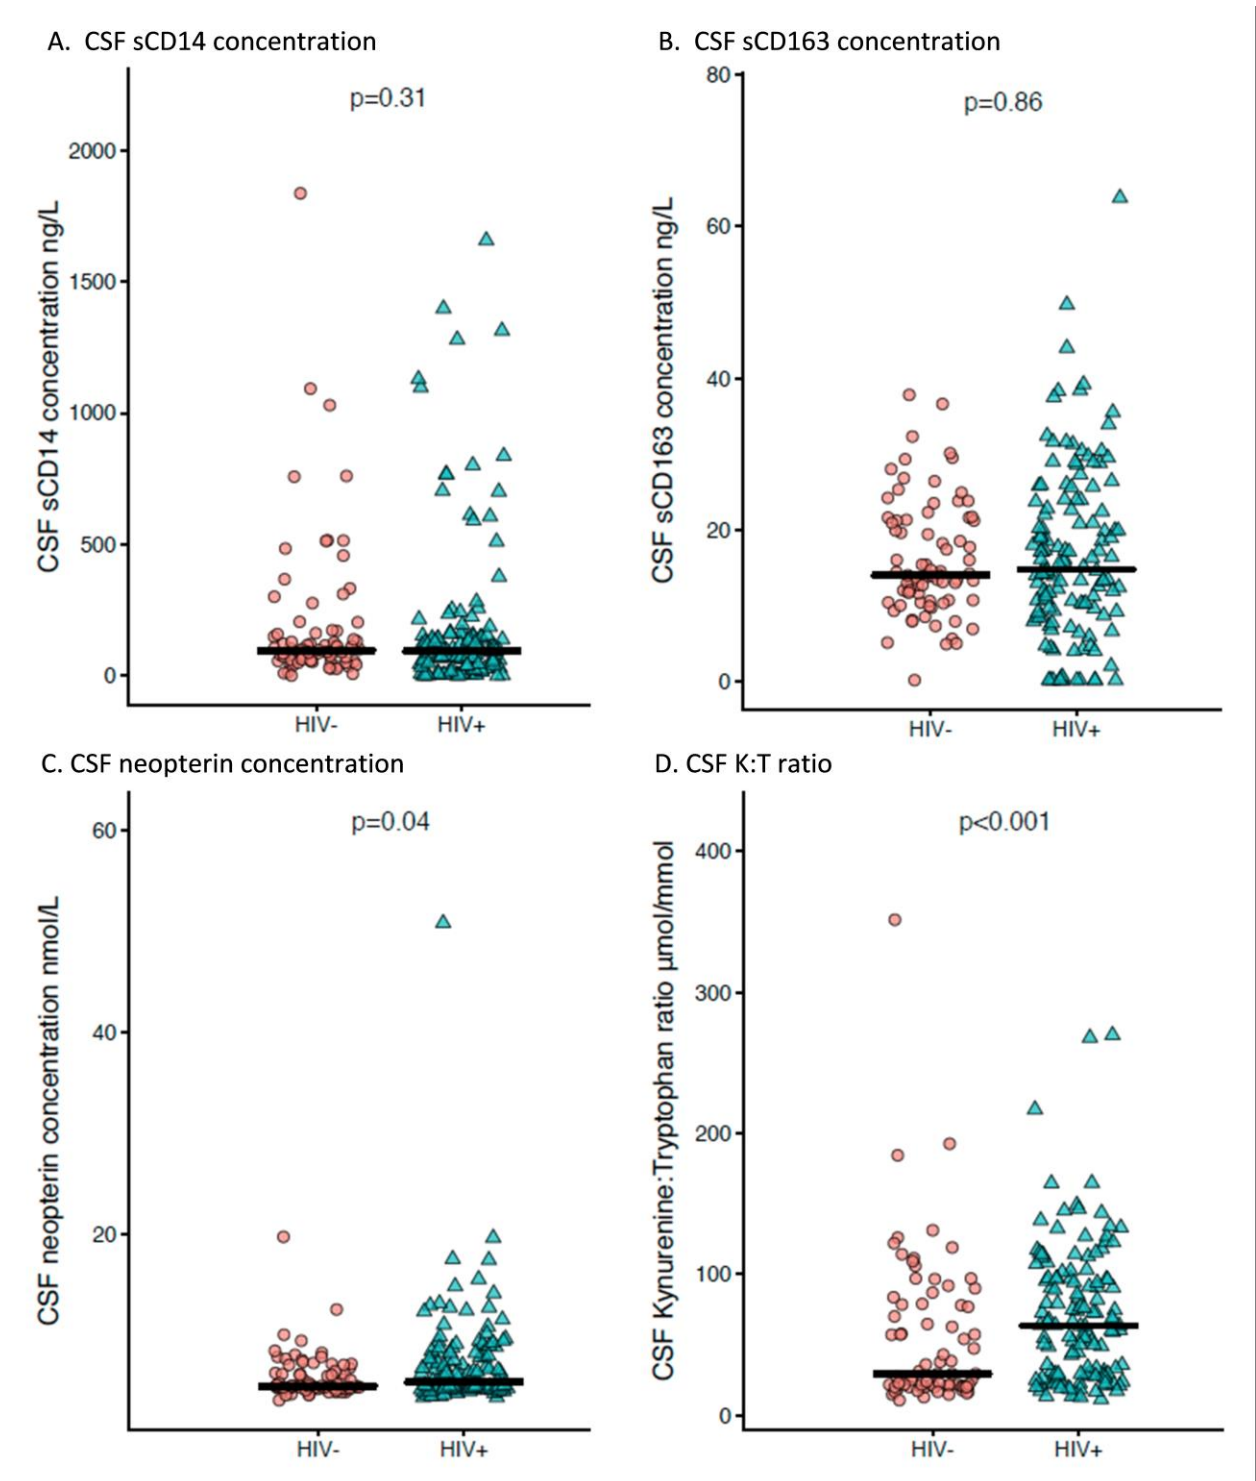 A. CSF sCD14 concentration
p=0.31
CSF sCD14 concentration ng/L
2000
1500
1000
500
0
HIV-
HIV+
B. CSF sCD163 concentration
p=0.86
CSF sCD163 concentration ng/L
80
60
40
20
0
HIV-
HIV+
C. CSF neopterin concentration
p=0.04
CSF neopterin concentration nmol/L
60
40
20
HIV-
HIV+
D. CSF K:T ratio
p<0.001
CSF Kynurenine:Tryptophan ratio µmol/mmol
400
300
200
100
0
HIV-
HIV+